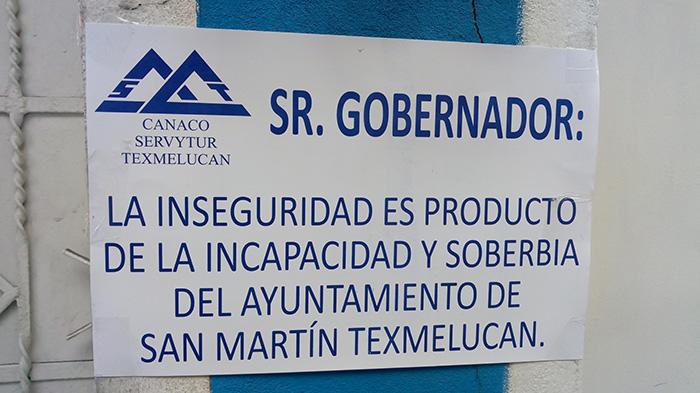 S T
CANACO
SERVYTUR
TEXMELUCAN
SR. GOBERNADOR:
LA INSEGURIDAD ES PRODUCTO
DE LA INCAPACIDAD Y SOBERBIA
DEL AYUNTAMIENTO DE
SAN MARTÍN TEXMELUCAN.